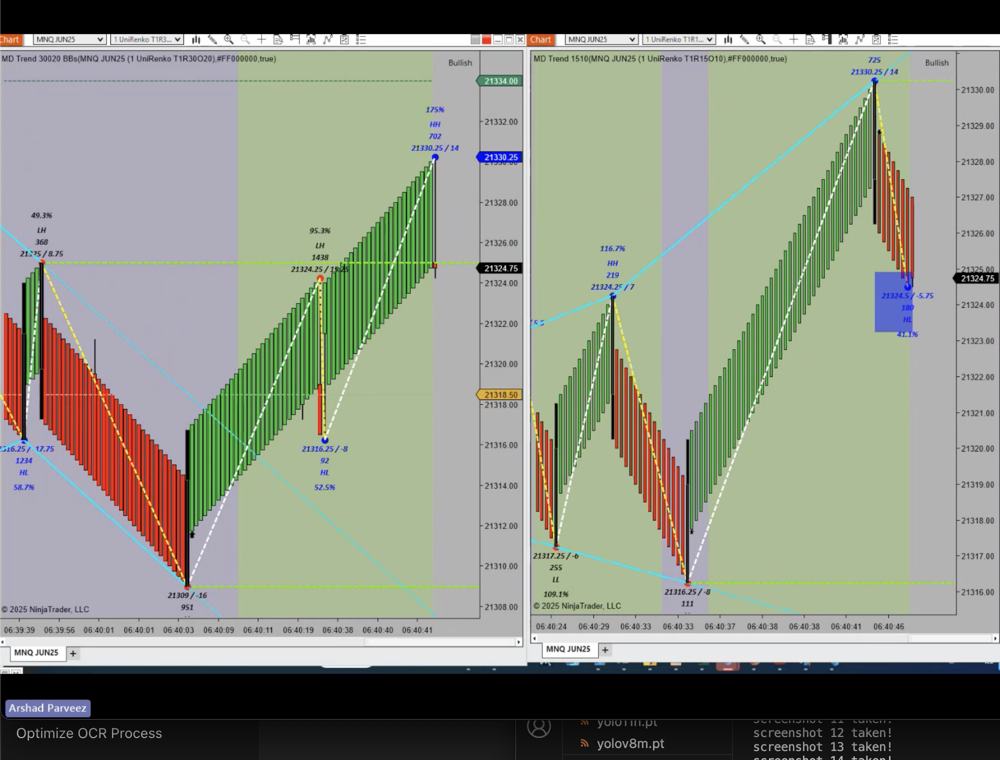 Chart MNQ JUN25 1 UniRenko T1R3...
MD Trend 30020 BBs(MNQ JUN25 (1 UniRenko T1R30O20),#FF000000,true)
Bullish
21334.00
21332.00
21330.25
21328.00
21326.00
21324.75
21324.00
21322.00
21320.00
21318.50
21318.00
21316.00
21314.00
21312.00
21310.00
21308.00
49.3%
LH
368
21325 / 8.75
1234
HL
58.7%
21309 / -16
951
95.3%
LH
1438
21316.25 / -8
92
HL
52.5%
175%
HH
702
21330.25 / 14
© 2025 NinjaTrader, LLC
06:39:39 06:39:56 06:40:01 06:40:01 06:40:03 06:40:09 06:40:11 06:40:19 06:40:38 06:40:40 06:40:41
MNQ JUN25 +
Chart MNQ JUN25 1 UniRenko T1R1...
MD Trend 1510(MNQ JUN25 (1 UniRenko T1R15O10),#FF000000,true)
Bullish
725
21330.25 / 14
21330.00
21329.00
21328.00
21327.00
21326.00
21325.00
21324.75
21324.00
21323.00
21322.00
21321.00
21320.00
21319.00
21318.00
21317.00
21316.00
116.7%
HH
219
21324.25 / 7
21317.25 / -6
255
LL
109.1%
21316.25 / -8
111
21324.5 / -5.75
180
HL
41.1%
© 2025 NinjaTrader, LLC
06:40:24 06:40:29 06:40:33 06:40:33 06:40:37 06:40:38 06:40:38 06:40:41 06:40:46
MNQ JUN25 +
Arshad Parveez
Optimize OCR Process
yolo11n.pt
yolov8m.pt
screenshot 11 taken!
screenshot 12 taken!
screenshot 13 taken!
screenshot 14 taken!